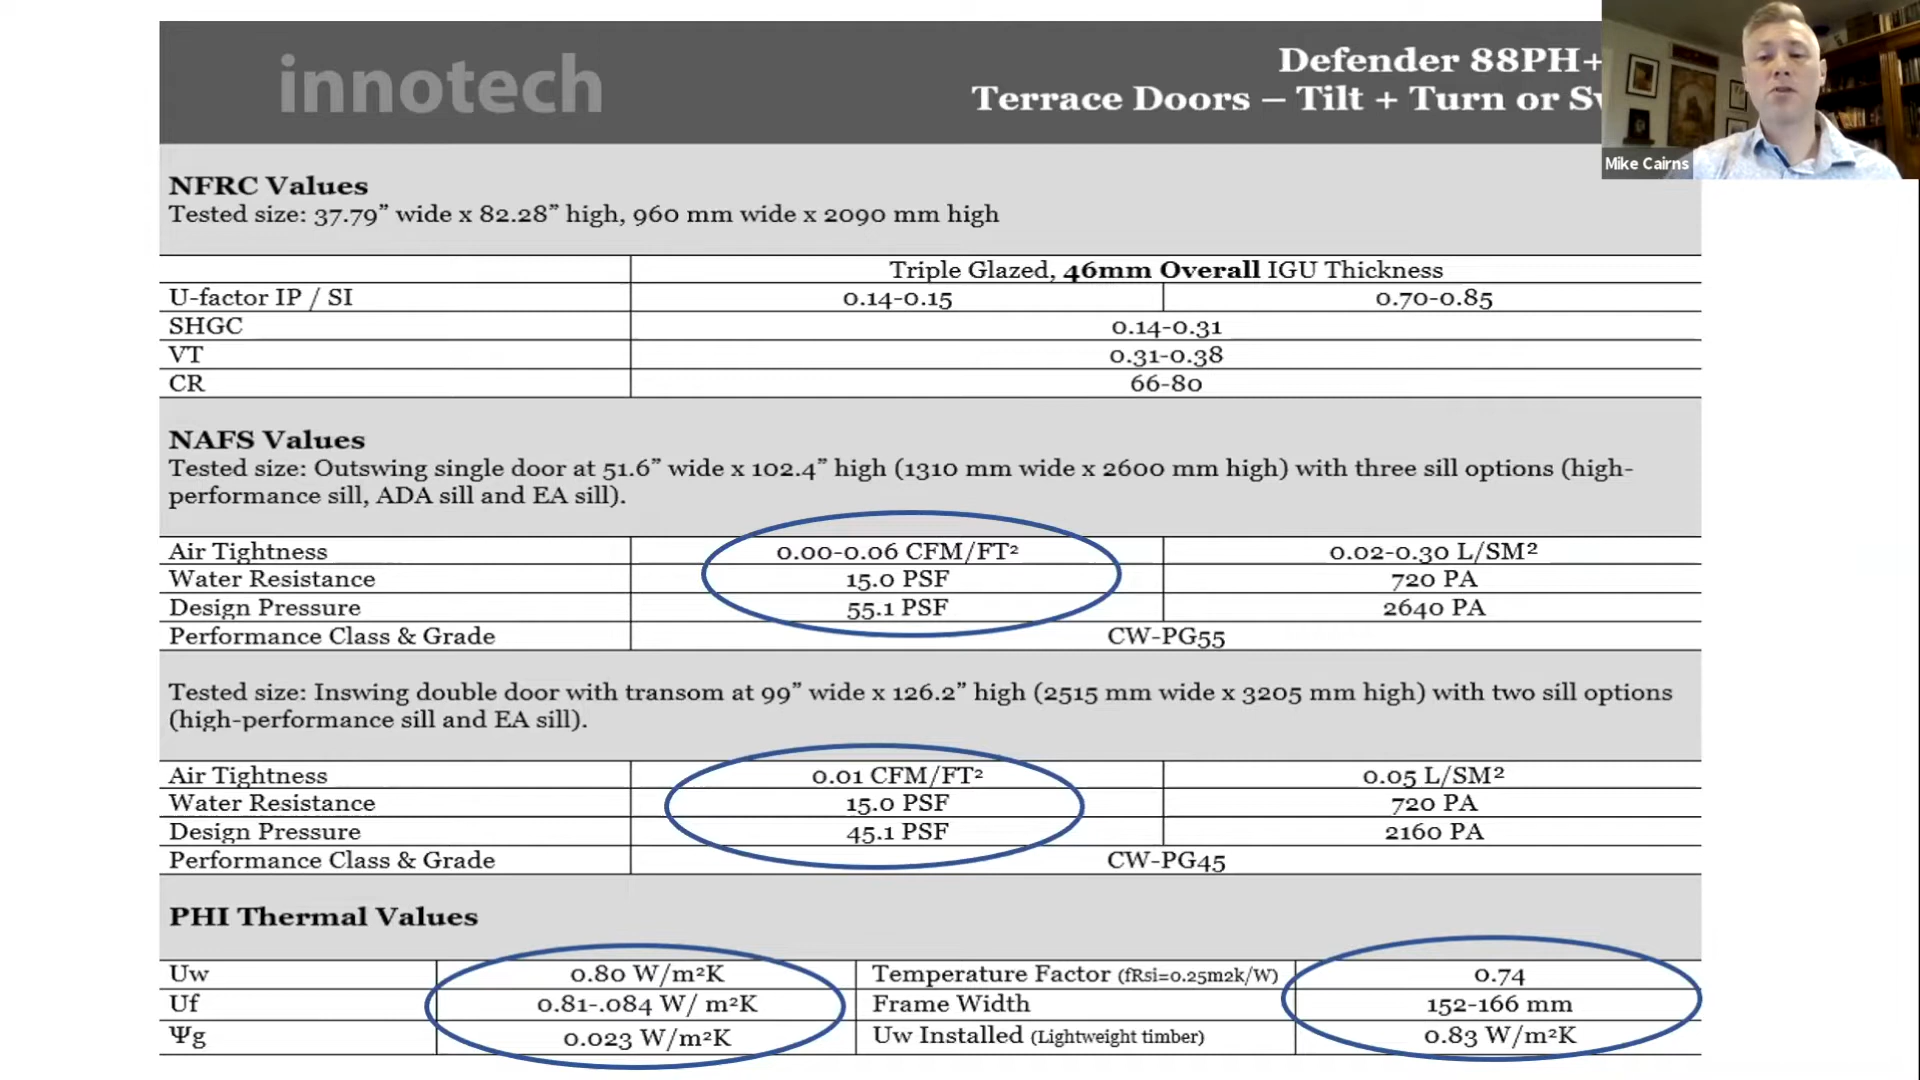 innotech
Defender 88PH+
Terrace Doors – Tilt + Turn or
Mike Cairns
NFRC Values
Tested size: 37.79” wide x 82.28” high, 960 mm wide x 2090 mm high
Triple Glazed, 46mm Overall IGU Thickness
U-factor IP / SI 0.14-0.15 0.70-0.85
SHGC 0.14-0.31
VT 0.31-0.38
CR 66-80
NAFS Values
Tested size: Outswing single door at 51.6” wide x 102.4” high (1310 mm wide x 2600 mm high) with three sill options (high-
performance sill, ADA sill and EA sill).
Air Tightness 0.00-0.06 CFM/FT² 0.02-0.30 L/SM²
Water Resistance 15.0 PSF 720 PA
Design Pressure 55.1 PSF 2640 PA
Performance Class & Grade CW-PG55
Tested size: Inswing double door with transom at 99” wide x 126.2” high (2515 mm wide x 3205 mm high) with two sill options
(high-performance sill and EA sill).
Air Tightness 0.01 CFM/FT² 0.05 L/SM²
Water Resistance 15.0 PSF 720 PA
Design Pressure 45.1 PSF 2160 PA
Performance Class & Grade CW-PG45
PHI Thermal Values
Uw 0.80 W/m²K Temperature Factor (fRsi=0.25m2k/W) 0.74
Uf 0.81-.084 W/ m²K Frame Width 152-166 mm
Ψg 0.023 W/m²K Uw Installed (Lightweight timber) 0.83 W/m²K